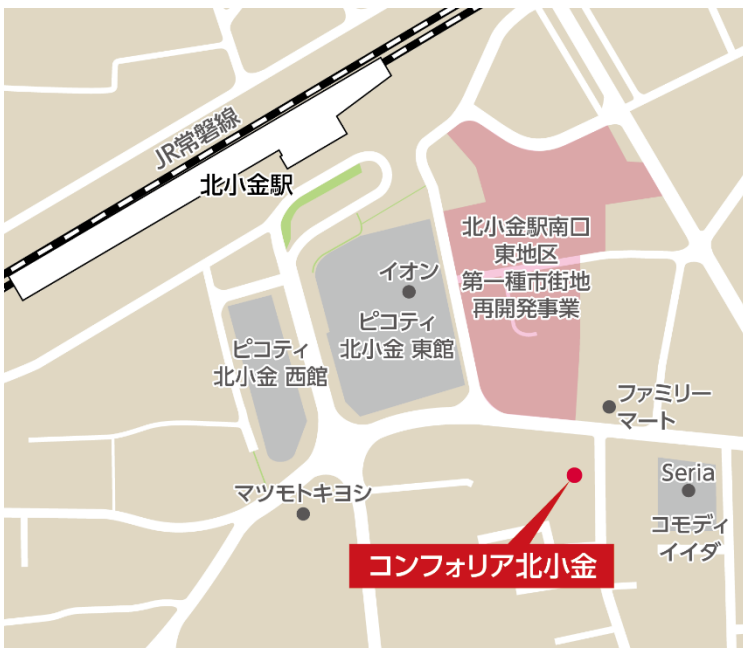 JR常磐線
北小金駅
北小金駅南口
東地区
第一種市街地
再開発事業
イオン
ピコティ
北小金 東館
ピコティ
北小金 西館
ファミリー
マート
マツモトキヨシ
Seria
コモディ
イイダ
コンフォリア北小金